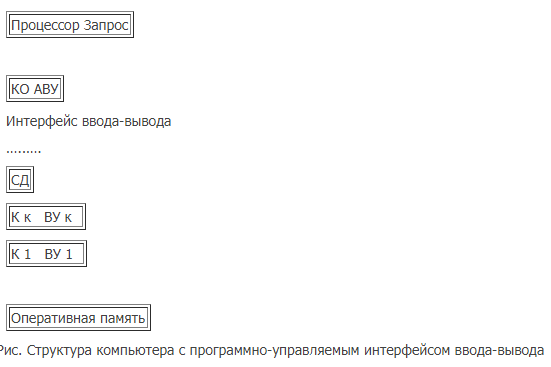 Процессор Запрос
КО АВУ
Интерфейс ввода-вывода
.........
СД
К к ВУ к
К 1 ВУ 1
Оперативная память
Рис. Структура компьютера с программно-управляемым интерфейсом ввода-вывода